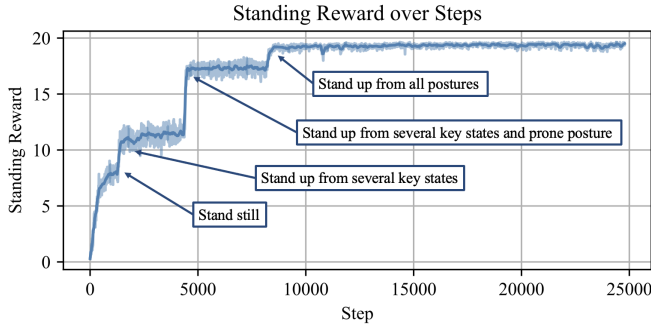 Standing Reward over Steps
20
15
10
5
0
Standing Reward
Stand up from all postures
Stand up from several key states and prone posture
Stand up from several key states
Stand still
0
5000
10000
15000
20000
25000
Step